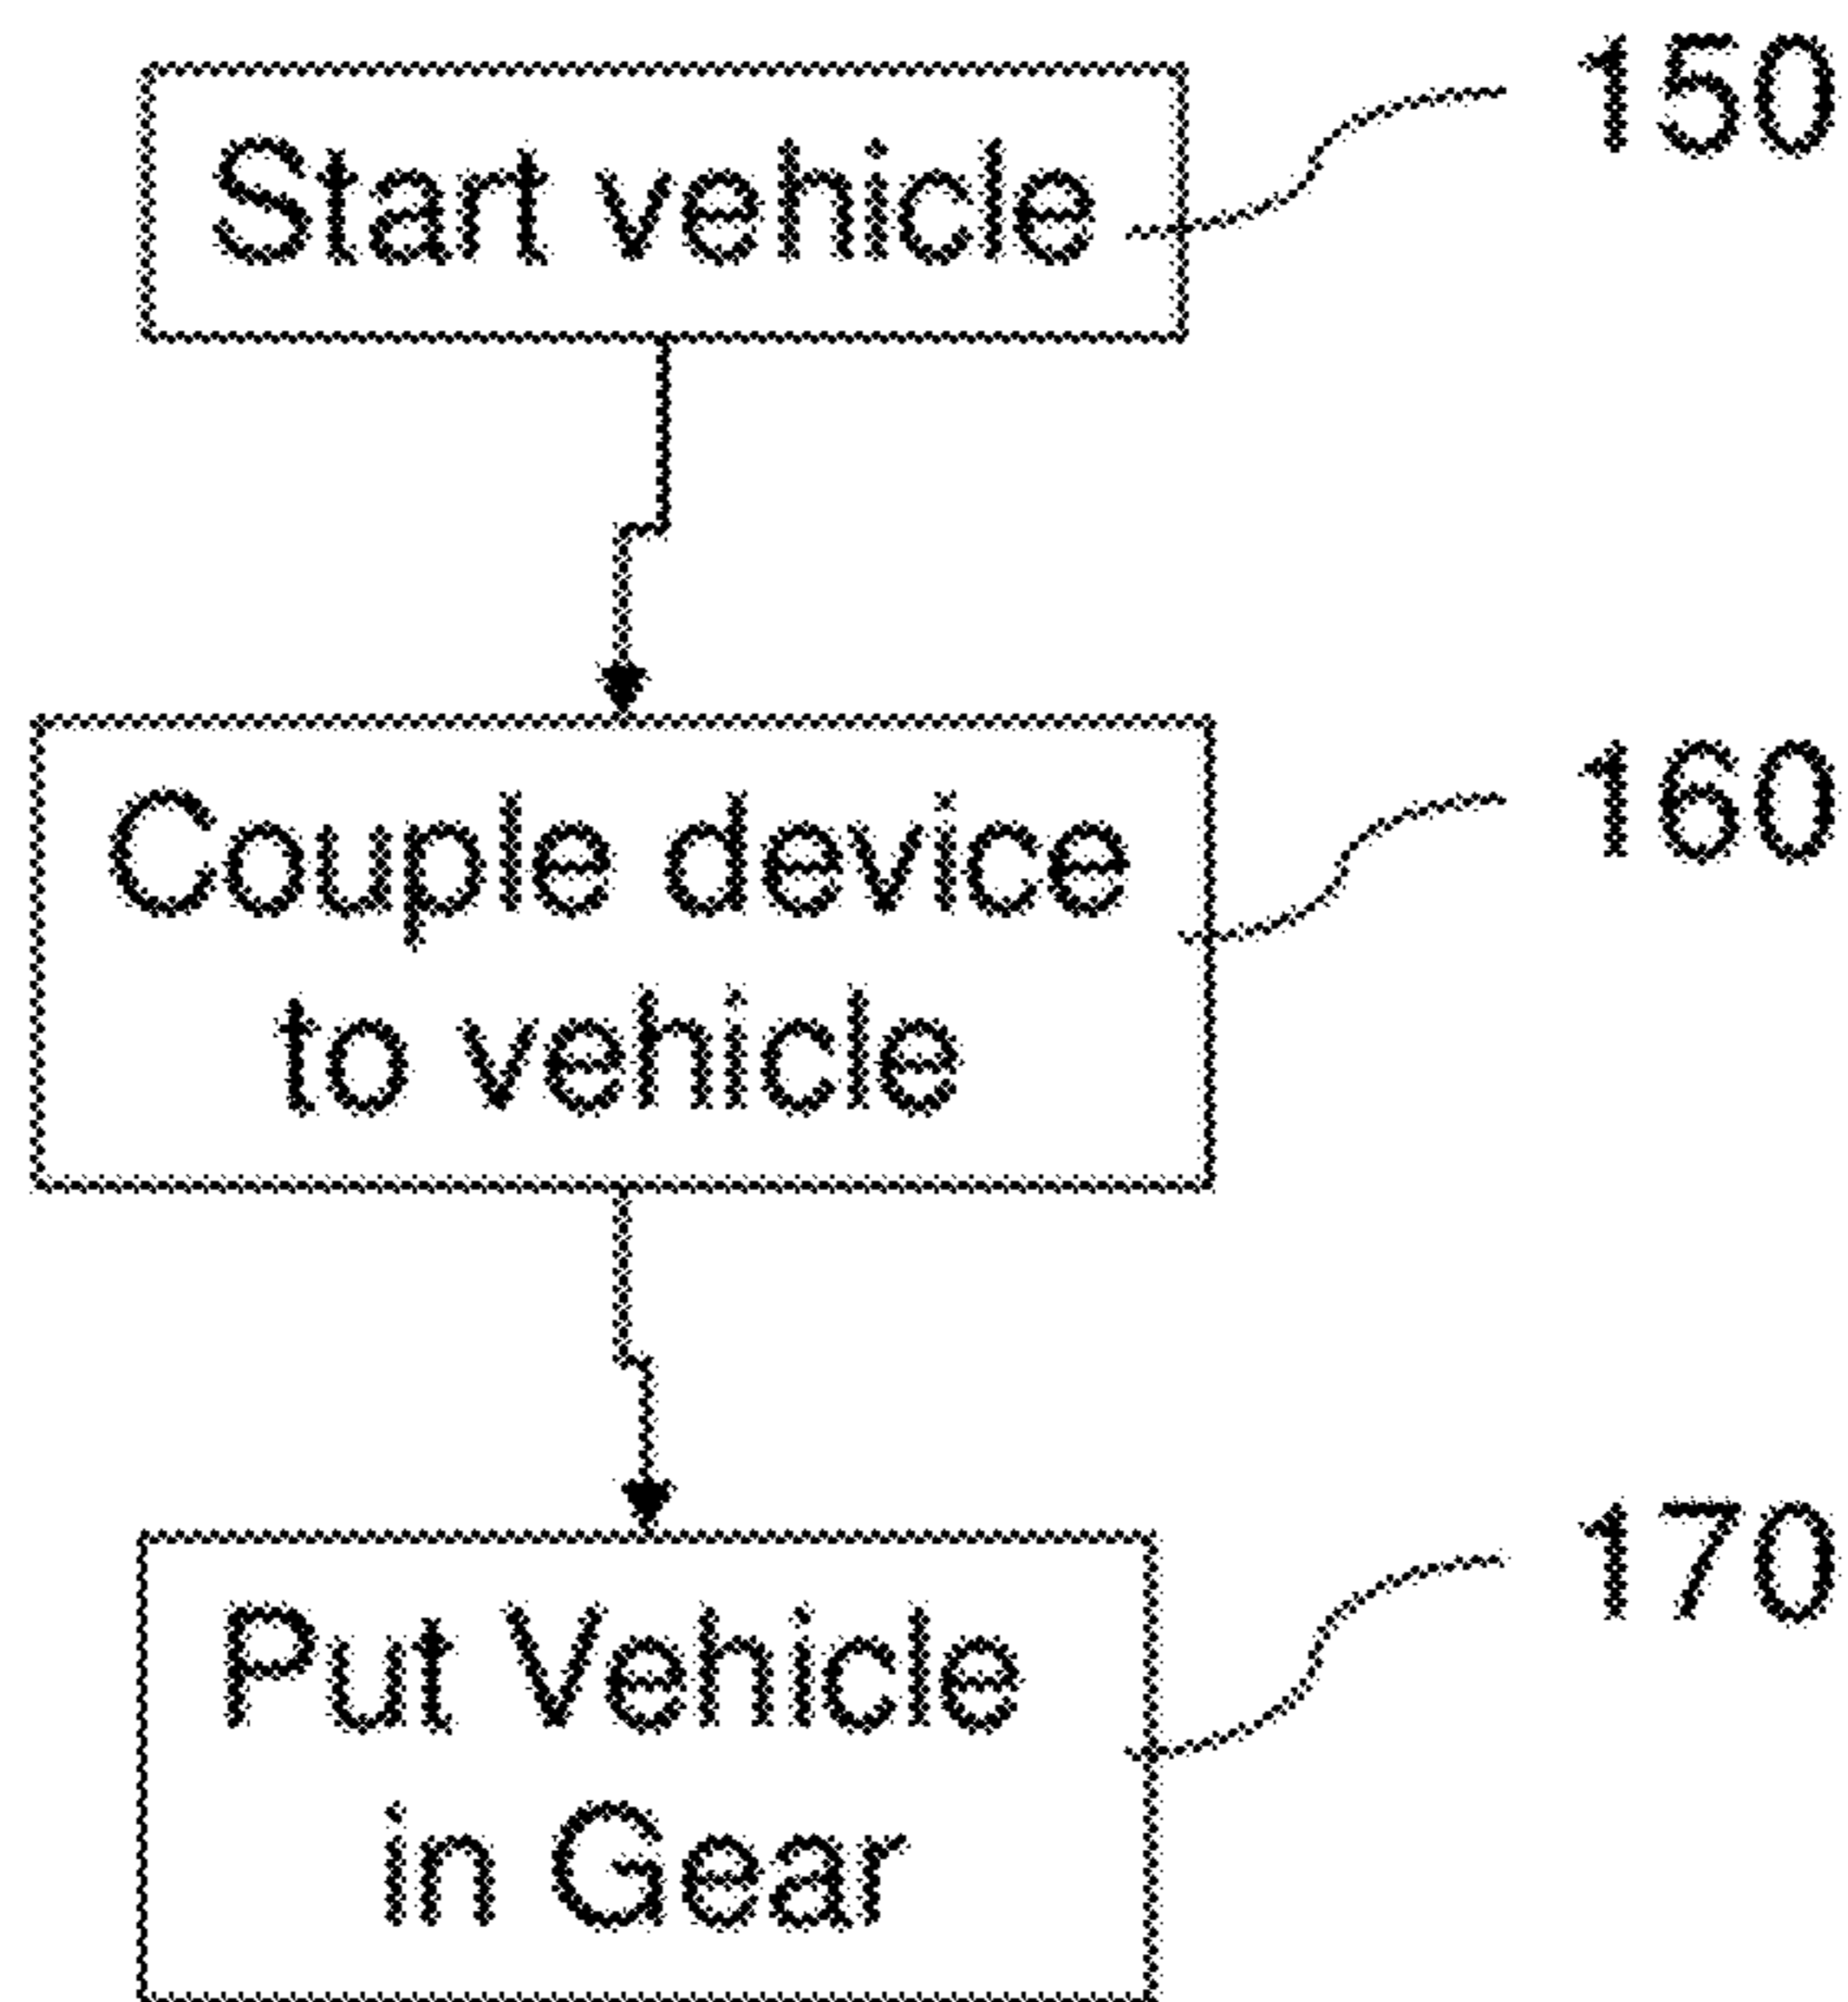 Start vehicle
150
Couple device
to vehicle
160
Put Vehicle
in Gear
170